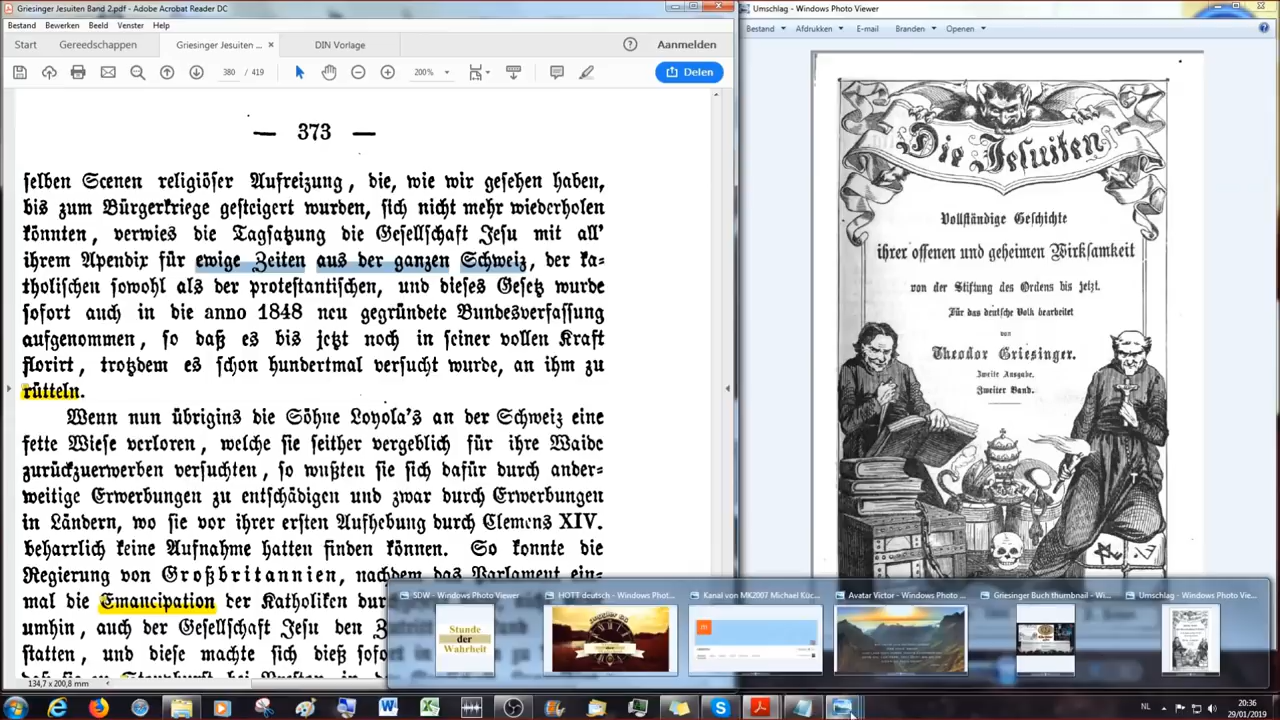 Griesinger Jesuiten Band 2.pdf - Adobe Acrobat Reader DC
Bestand Bewerken Beeld Venster Help
Start Gereedschappen Griesinger Jesuiten ... × DIN Vorlage Aanmelden
380 / 419 200% Delen
— 373 —
ſelben Scenen religiöſer Aufreizung, die, wie wir geſehen haben,
bis zum Bürgerkriege geſteigert wurden, ſich nicht mehr wiederholen
könnten, verwies die Tagſatzung die Geſellſchaft Jeſu mit all'
ihrem Apendix für ewige Zeiten aus der ganzen Schweiz, der ka=
tholiſchen ſowohl als der proteſtantiſchen, und dieſes Geſetz wurde
ſofort auch in die anno 1848 neu gegründete Bundesverfaſſung
aufgenommen, ſo daß es bis jetzt noch in ſeiner vollen Kraft
florirt, trotzdem es ſchon hundertmal verſucht wurde, an ihm zu
rütteln.
Wenn nun übrigins die Söhne Loyola's an der Schweiz eine
fette Wieſe verloren, welche ſie ſeither vergeblich für ihre Waide
zurückzuerwerben verſuchten, ſo wußten ſie ſich dafür durch ander=
weitige Erwerbungen zu entſchädigen und zwar durch Erwerbungen
in Ländern, wo ſie vor ihrer erſten Aufhebung durch Clemens XIV.
beharrlich keine Aufnahme hatten finden können. So konnte die
Regierung von Großbritannien, nachdem das Parlament ein=
mal die Emancipation der Katholiken
umhin, auch der Geſellſchaft Jeſu den
ſtatten, und dieſe machte ſich dieß
134,7 x 200,8 mm
Umschlag - Windows Photo Viewer
Bestand Afdrukken E-mail Branden Openen
Die Jeſuiten
Vollſtändige Geſchichte
ihrer offenen und geheimen Wirkſamkeit
von der Stiftung des Ordens bis jetzt.
Für das deutſche Volk bearbeitet
von
Theodor Grieſinger.
Zweite Ausgabe.
Zweiter Band.
SDW - Windows Photo Viewer
HOTT deutsch - Windows Phot...
Kanal von MK2007 Michael Küc...
Avatar Victor - Windows Photo ...
Griesinger Buch thumbnail - Wi...
Umschlag - Windows Photo Vie...
Stunde
der
Wahrheit
NL 20:36
29/01/2019